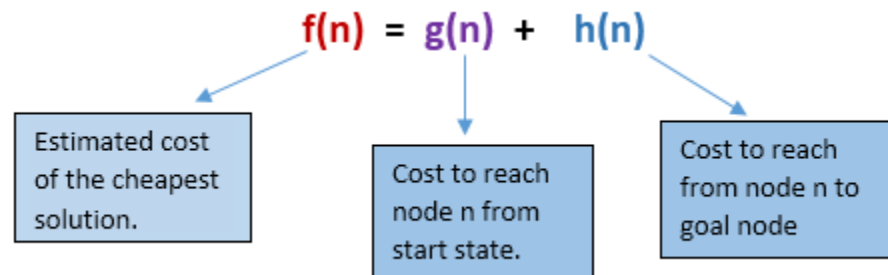 f(n) = g(n) + h(n)
Estimated cost
of the cheapest
solution.
Cost to reach
node n from
start state.
Cost to reach
from node n to
goal node